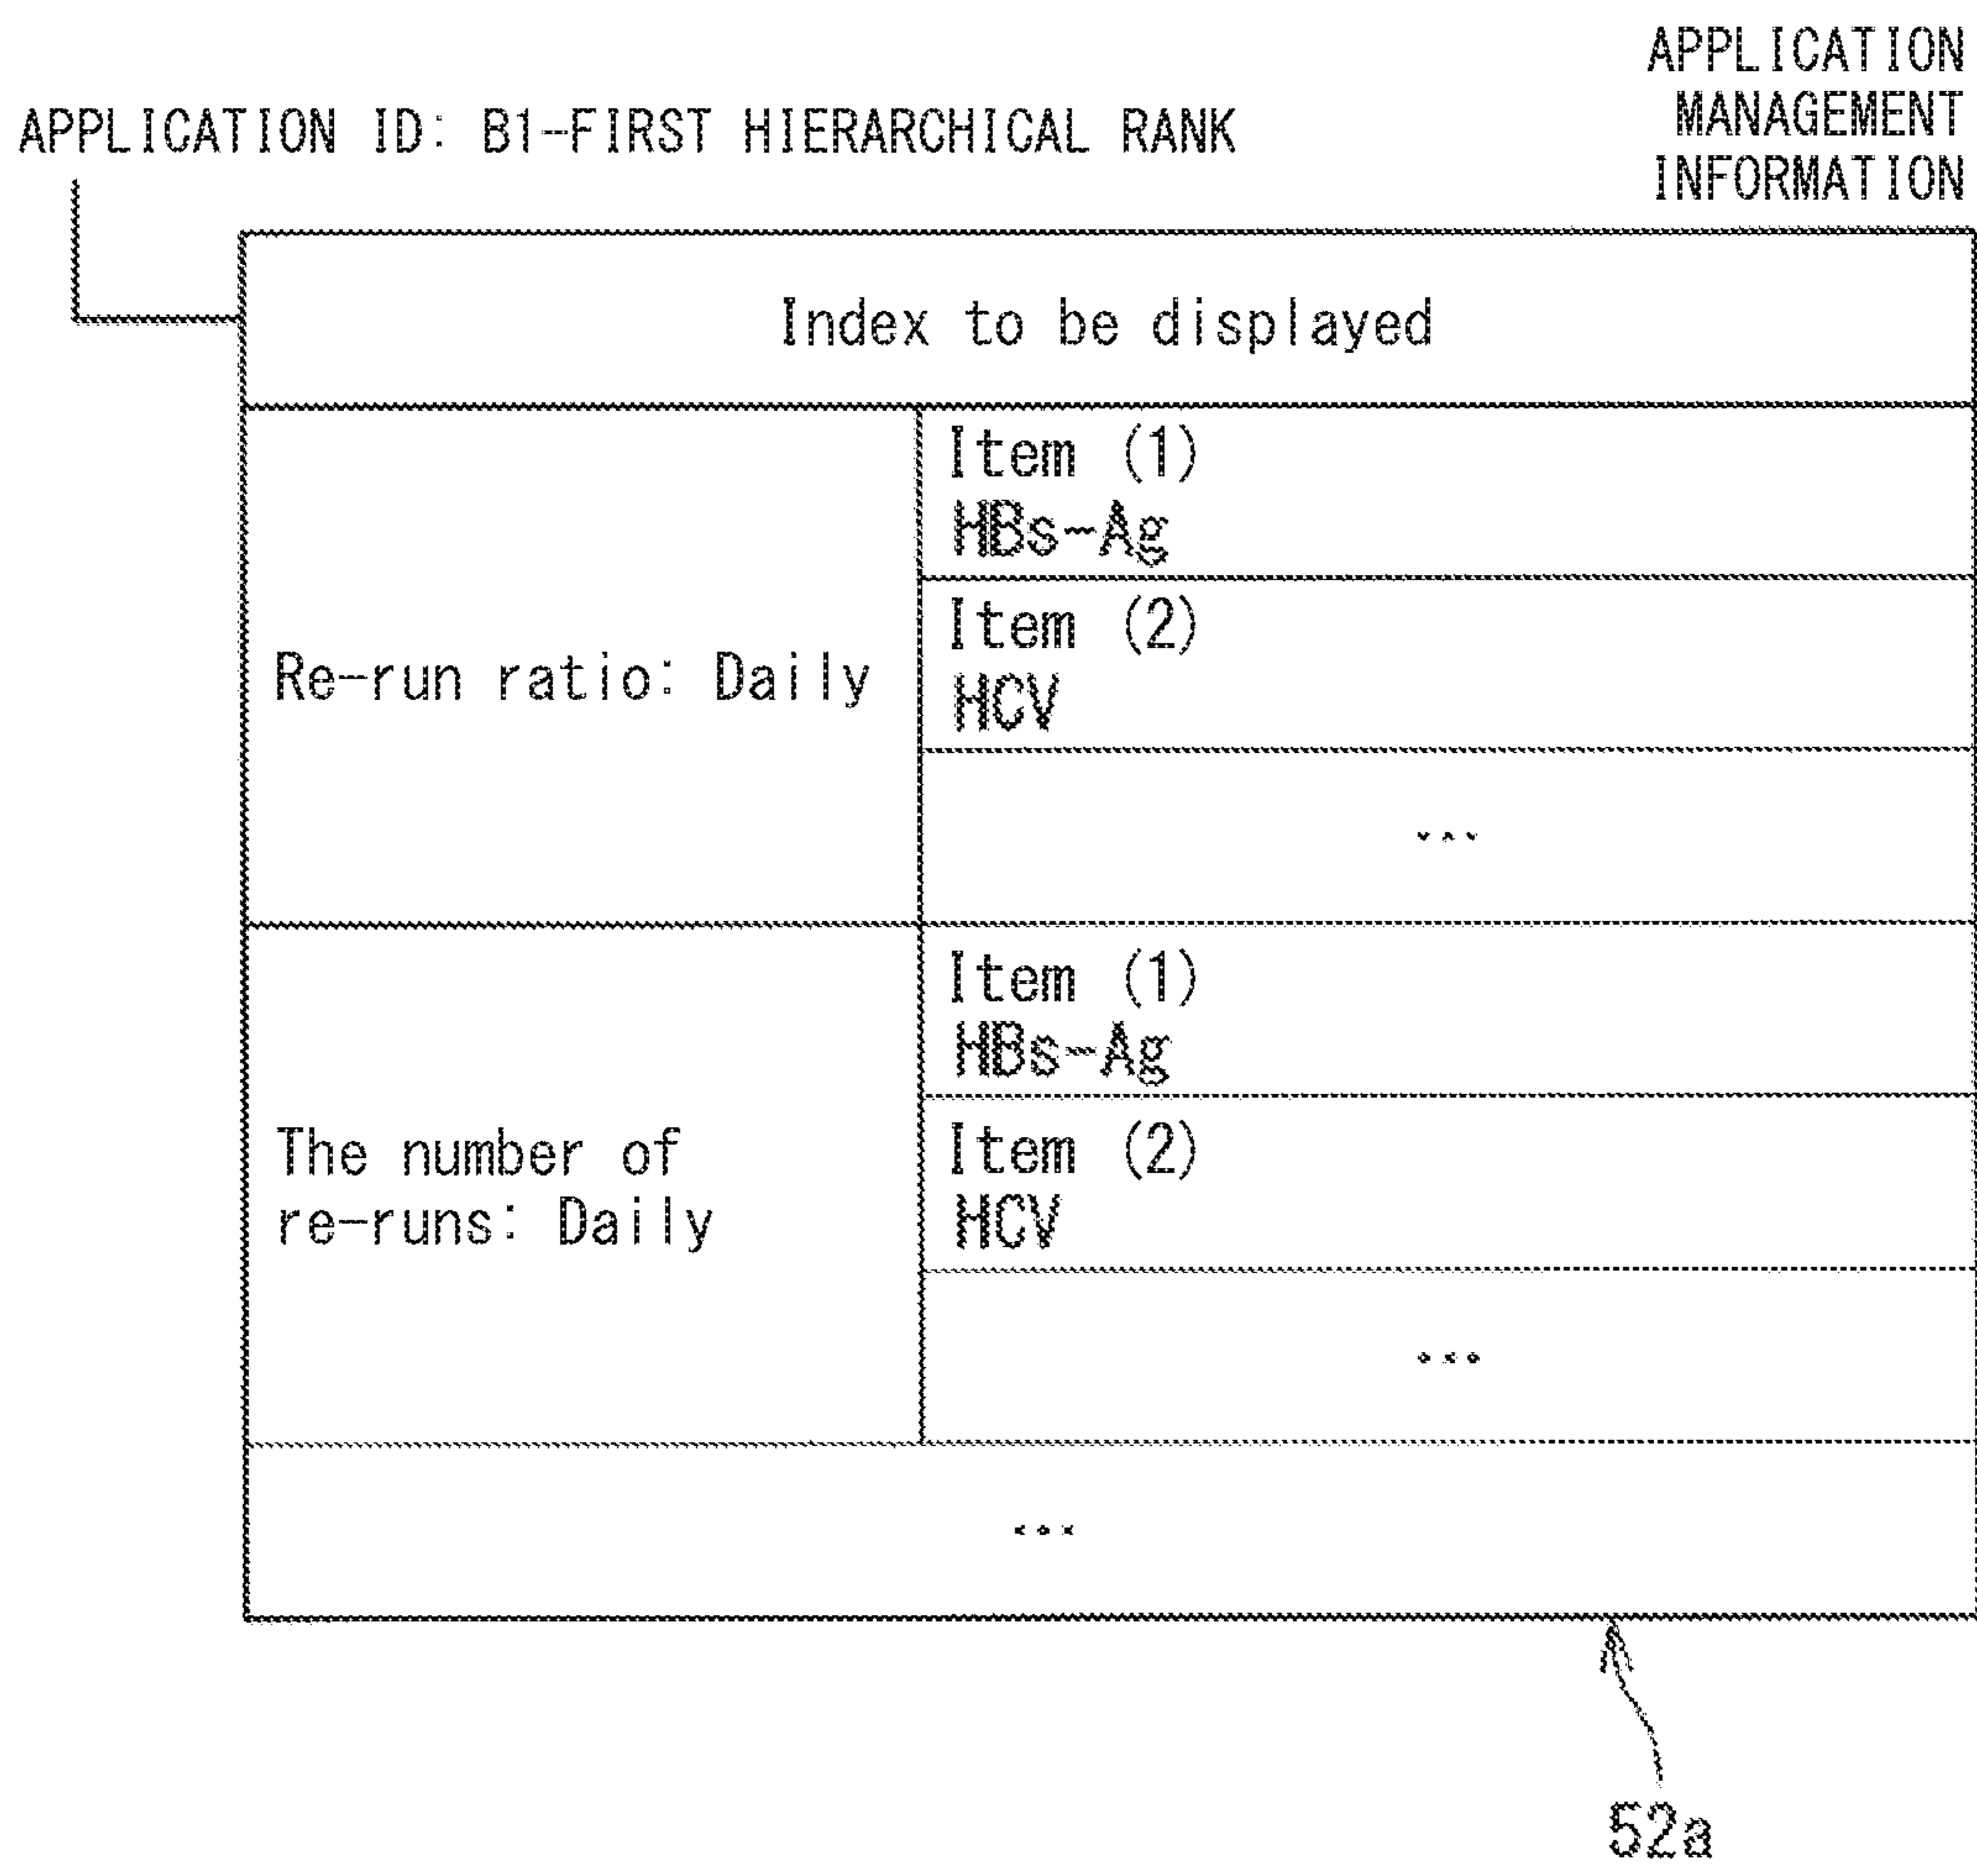 APPLICATION
MANAGEMENT
INFORMATION
APPLICATION ID: B1-FIRST HIERARCHICAL RANK
Index to be displayed
Re-run ratio: Daily
Item (1)
HBs-Ag
Item (2)
HCV
...
The number of
re-runs: Daily
Item (1)
HBs-Ag
Item (2)
HCV
...
...
52a